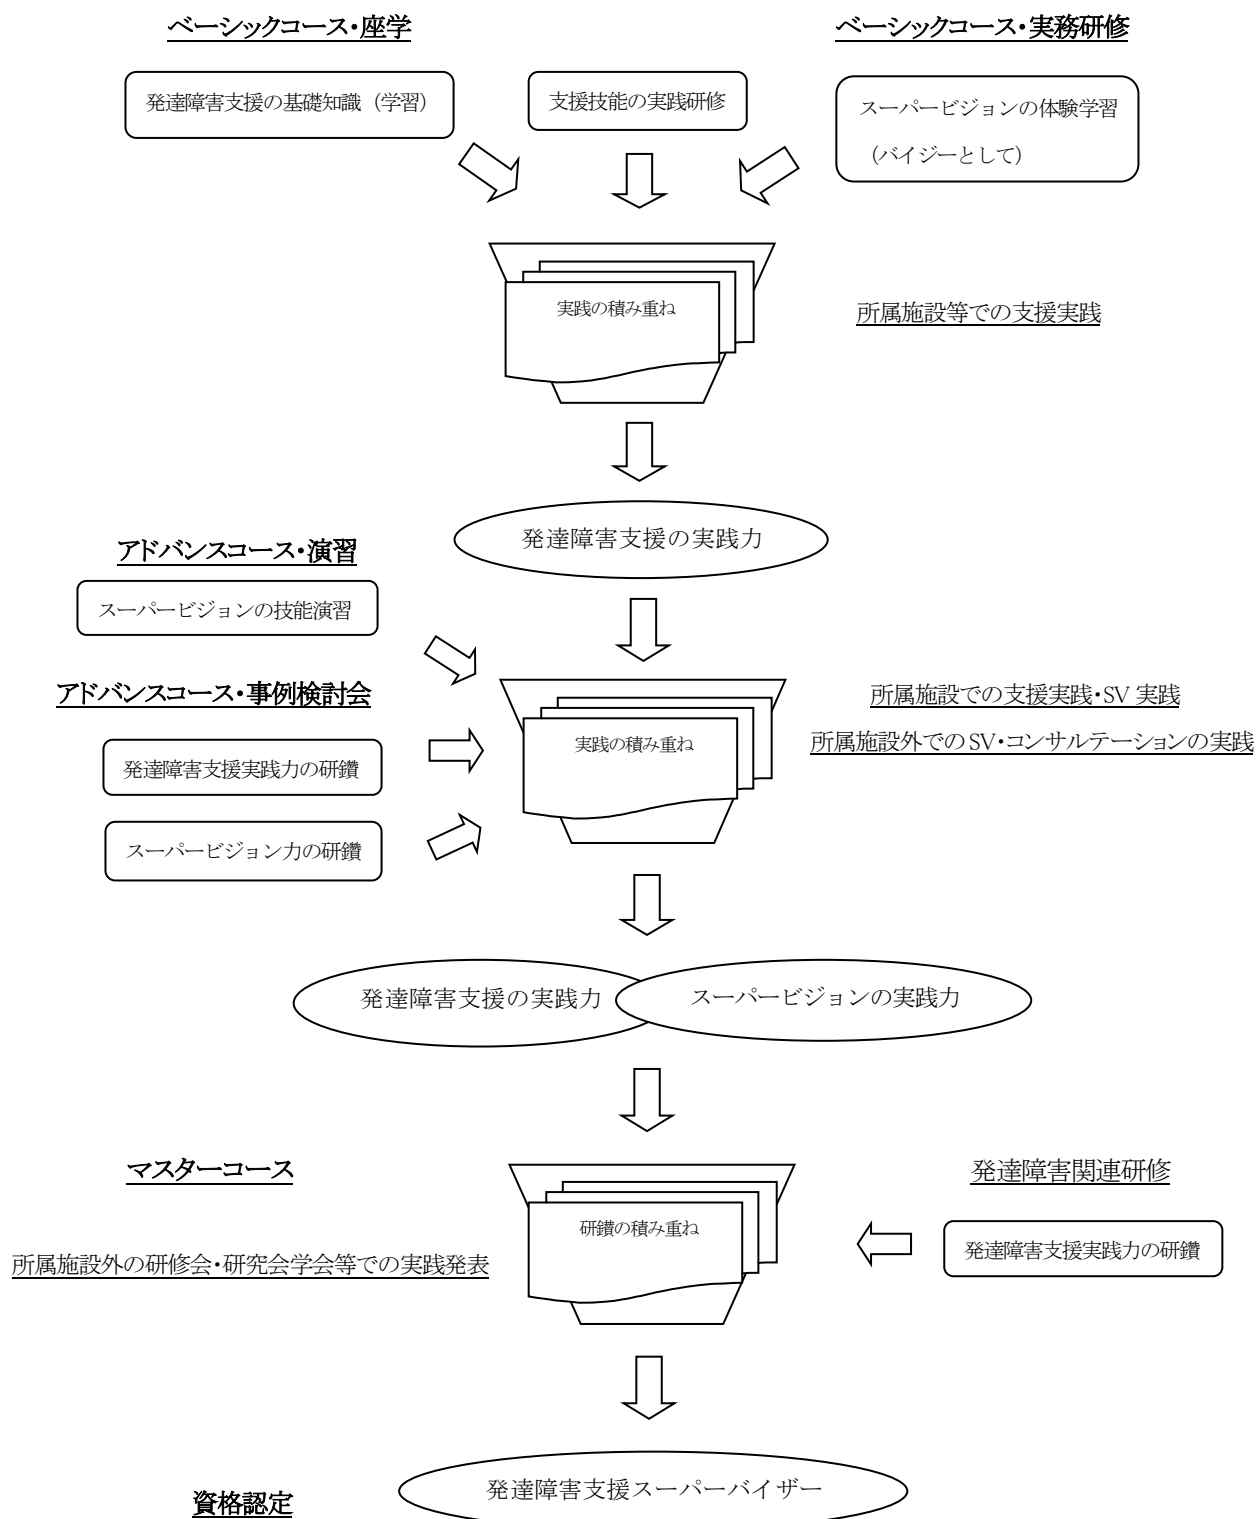 ベーシックコース・座学
ベーシックコース・実務研修
発達障害支援の基礎知識（学習）
支援技能の実践研修
スーパービジョンの体験学習
（バイジーとして）
実践の積み重ね
所属施設等での支援実践
発達障害支援の実践力
アドバンスコース・演習
スーパービジョンの技能演習
アドバンスコース・事例検討会
発達障害支援実践力の研鑽
スーパービジョン力の研鑽
実践の積み重ね
所属施設での支援実践・SV 実践
所属施設外での SV・コンサルテーションの実践
発達障害支援の実践力
スーパービジョンの実践力
マスターコース
所属施設外の研修会・研究会学会等での実践発表
研鑽の積み重ね
発達障害関連研修
発達障害支援実践力の研鑽
資格認定
発達障害支援スーパーバイザー